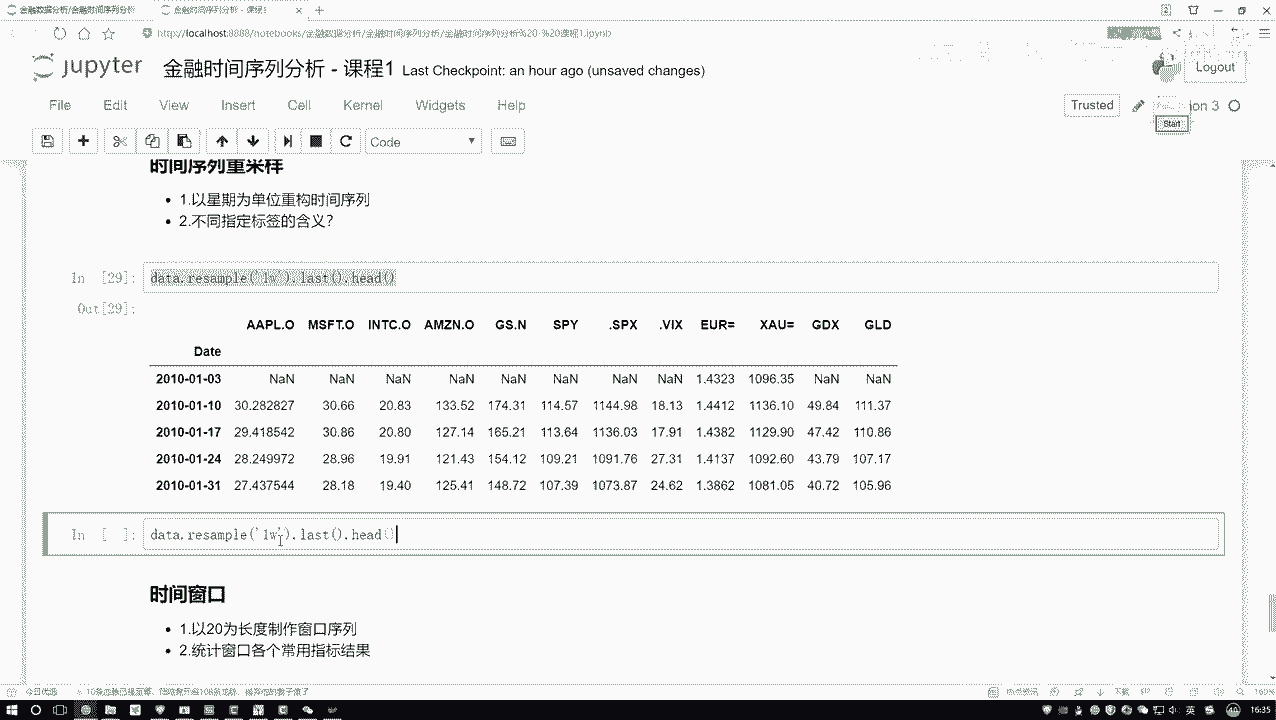 金融数据分析/金融时间序列分析
金融时间序列分析 - 课程1
http://localhost:8888/notebooks/金融数据分析/金融时间序列分析/金融时间序列分析%20-%20课程1.ipynb
jupyter 金融时间序列分析 - 课程1 Last Checkpoint: an hour ago (unsaved changes)
Logout
File Edit View Insert Cell Kernel Widgets Help
Trusted
on 3
Start
Code
时间序列重采样
1.以星期为单位重构时间序列
2.不同指定标签的含义?
In [29]: data.resample('1w').last().head()
Out[29]:
AAPL.O MSFT.O INTC.O AMZN.O GS.N SPY .SPX .VIX EUR= XAU= GDX GLD
Date
2010-01-03 NaN NaN NaN NaN NaN NaN NaN NaN 1.4323 1096.35 NaN NaN
2010-01-10 30.282827 30.66 20.83 133.52 174.31 114.57 1144.98 18.13 1.4412 1136.10 49.84 111.37
2010-01-17 29.418542 30.86 20.80 127.14 165.21 113.64 1136.03 17.91 1.4382 1129.90 47.42 110.86
2010-01-24 28.249972 28.96 19.91 121.43 154.12 109.21 1091.76 27.31 1.4137 1092.60 43.79 107.17
2010-01-31 27.437544 28.18 19.40 125.41 148.72 107.39 1073.87 24.62 1.3862 1081.05 40.72 105.96
In [ ]: data.resample('1w').last().head()
时间窗口
1.以20为长度制作窗口序列
2.统计窗口各个常用指标结果
今日优选
下载
160%
英
16:35